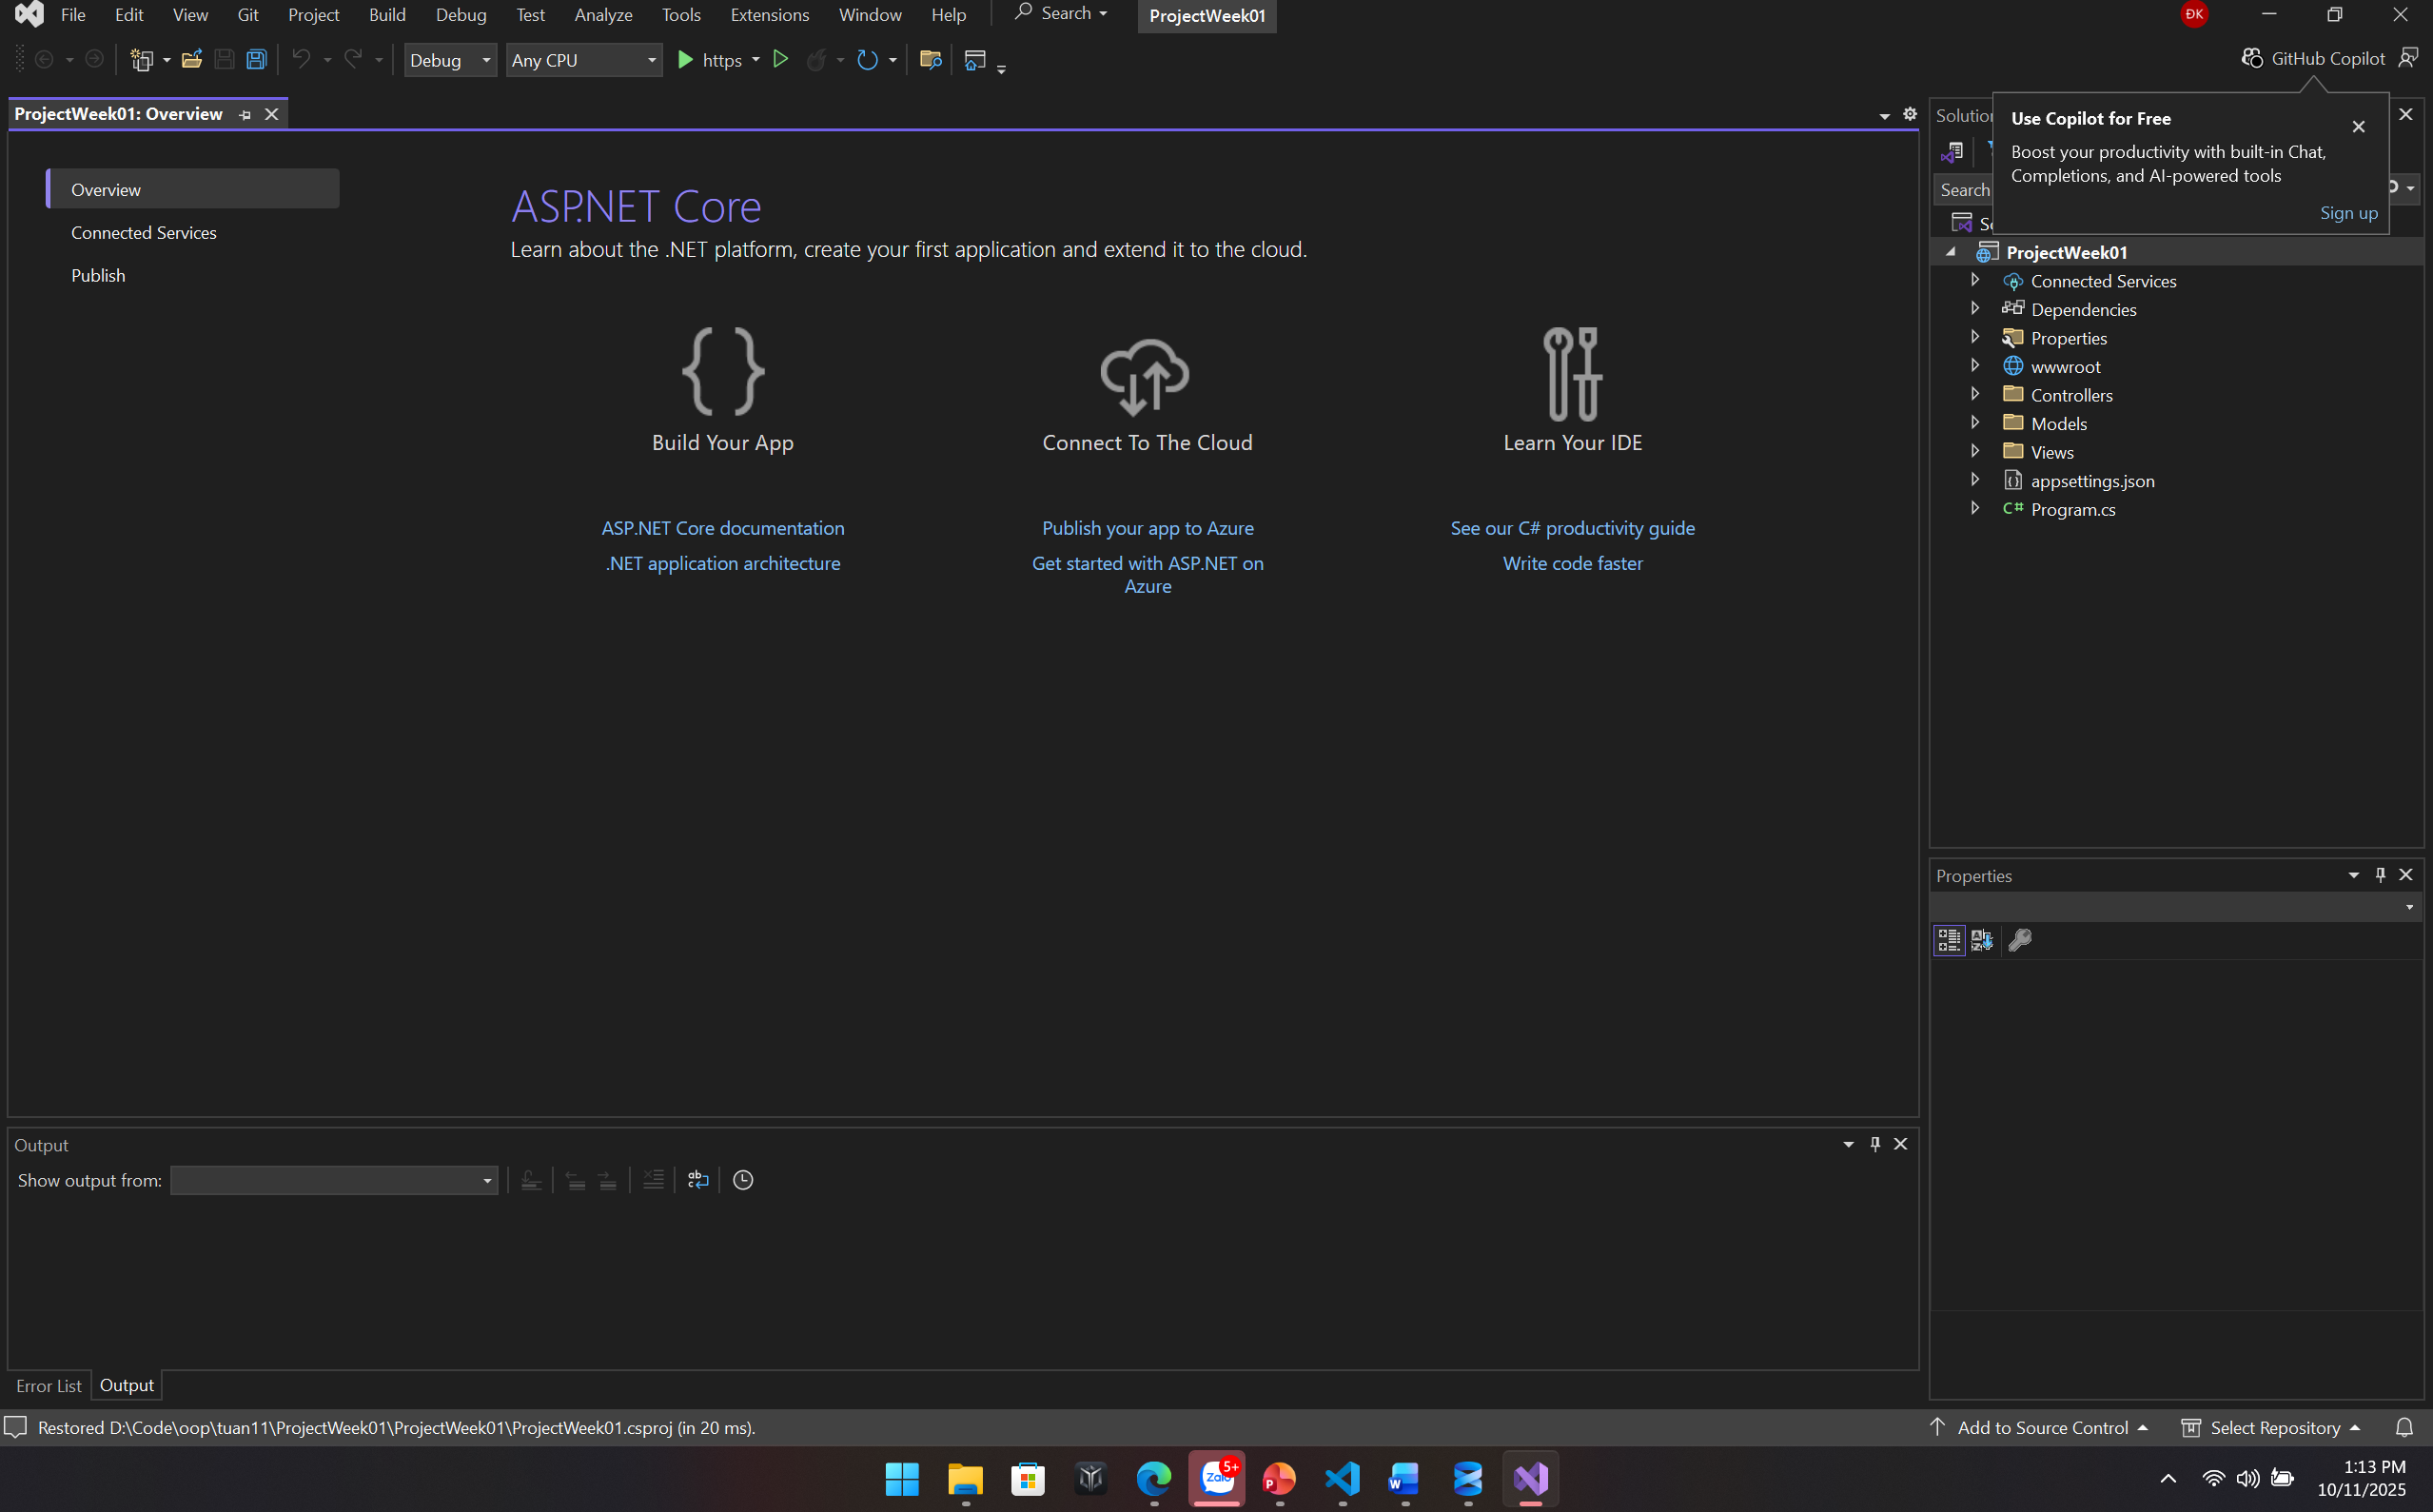 File Edit View Git Project Build Debug Test Analyze Tools Extensions Window Help Search ProjectWeek01
ĐK
Debug Any CPU https
GitHub Copilot
ProjectWeek01: Overview
Overview
Connected Services
Publish
ASP.NET Core
Learn about the .NET platform, create your first application and extend it to the cloud.
Build Your App
ASP.NET Core documentation
.NET application architecture
Connect To The Cloud
Publish your app to Azure
Get started with ASP.NET on
Azure
Learn Your IDE
See our C# productivity guide
Write code faster
Use Copilot for Free
Boost your productivity with built-in Chat,
Completions, and AI-powered tools
Sign up
Search
ProjectWeek01
Connected Services
Dependencies
Properties
wwwroot
Controllers
Models
Views
appsettings.json
C# Program.cs
Properties
Output
Show output from:
Error List Output
Restored D:\Code\oop\tuan11\ProjectWeek01\ProjectWeek01\ProjectWeek01.csproj (in 20 ms).
Add to Source Control Select Repository
Zalo 5+
1:13 PM
10/11/2025